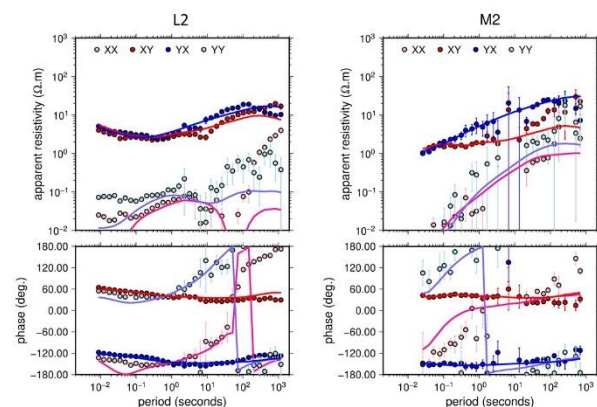 L2
M2
XX XY YX YY
XX XY YX YY
apparent resistivity (Ω.m)
10³
10²
10¹
10⁰
10⁻¹
10⁻²
apparent resistivity (Ω.m)
10³
10²
10¹
10⁰
10⁻¹
10⁻²
phase (deg.)
180.00
120.00
60.00
0.00
−60.00
−120.00
−180.00
10⁻² 10⁻¹ 10⁰ 10¹ 10² 10³
period (seconds)
phase (deg.)
180.00
120.00
60.00
0.00
−60.00
−120.00
−180.00
10⁻² 10⁻¹ 10⁰ 10¹ 10² 10³
period (seconds)